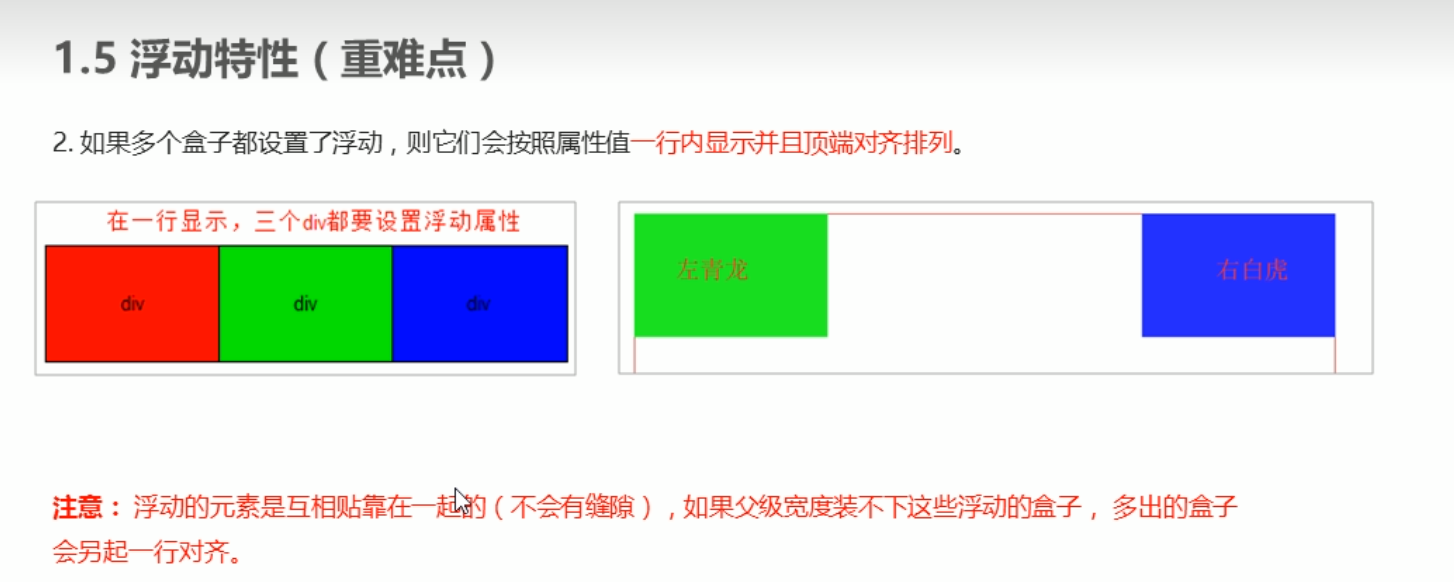 1.5 浮动特性（重难点）
2. 如果多个盒子都设置了浮动，则它们会按照属性值一行内显示并且顶端对齐排列。
在一行显示，三个div都要设置浮动属性
div div div
左青龙 右白虎
注意： 浮动的元素是互相贴靠在一起的（不会有缝隙），如果父级宽度装不下这些浮动的盒子， 多出的盒子
会另起一行对齐。